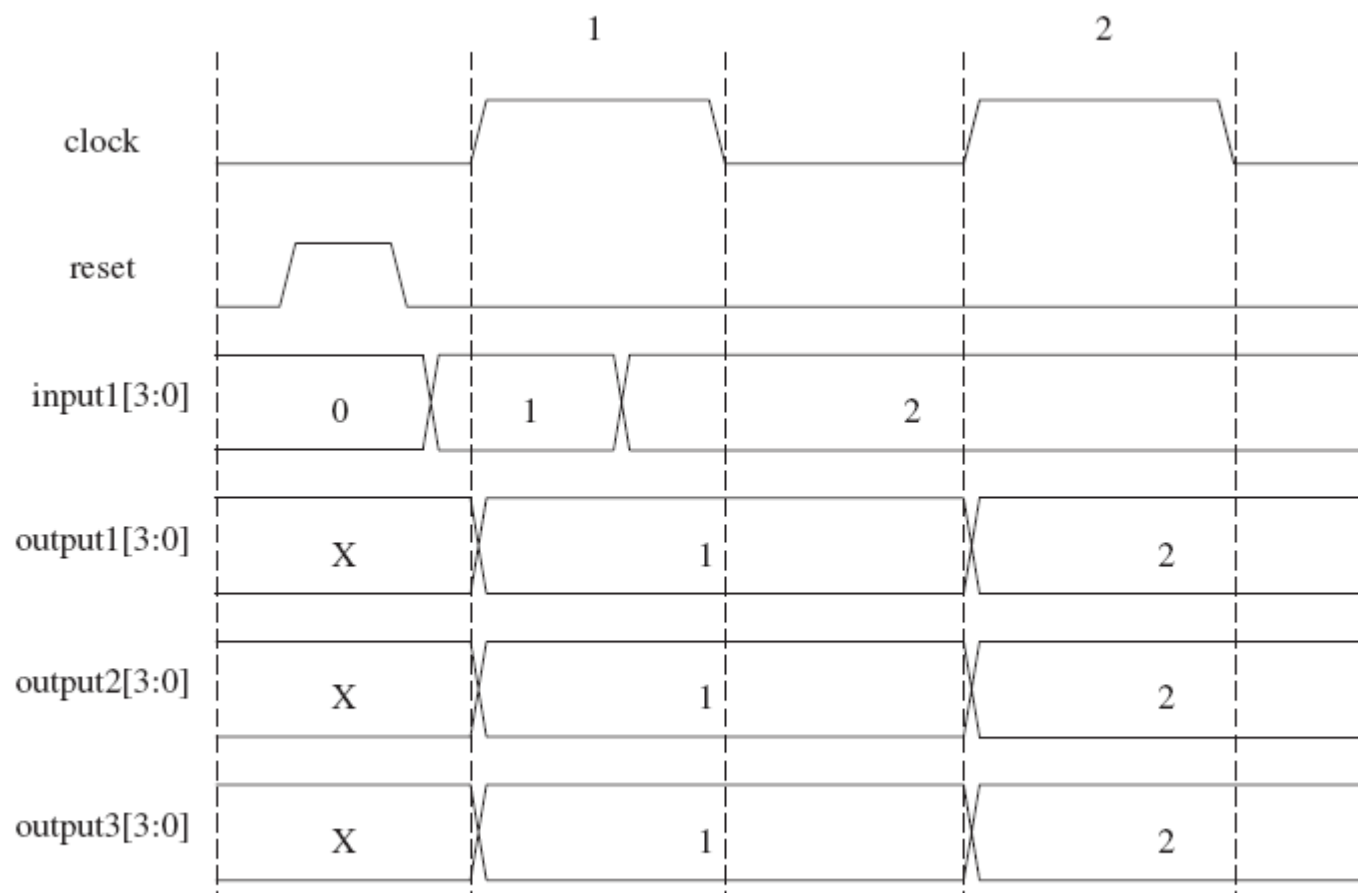 1 2
clock
reset
input1[3:0] 0 1 2
output1[3:0] X 1 2
output2[3:0] X 1 2
output3[3:0] X 1 2